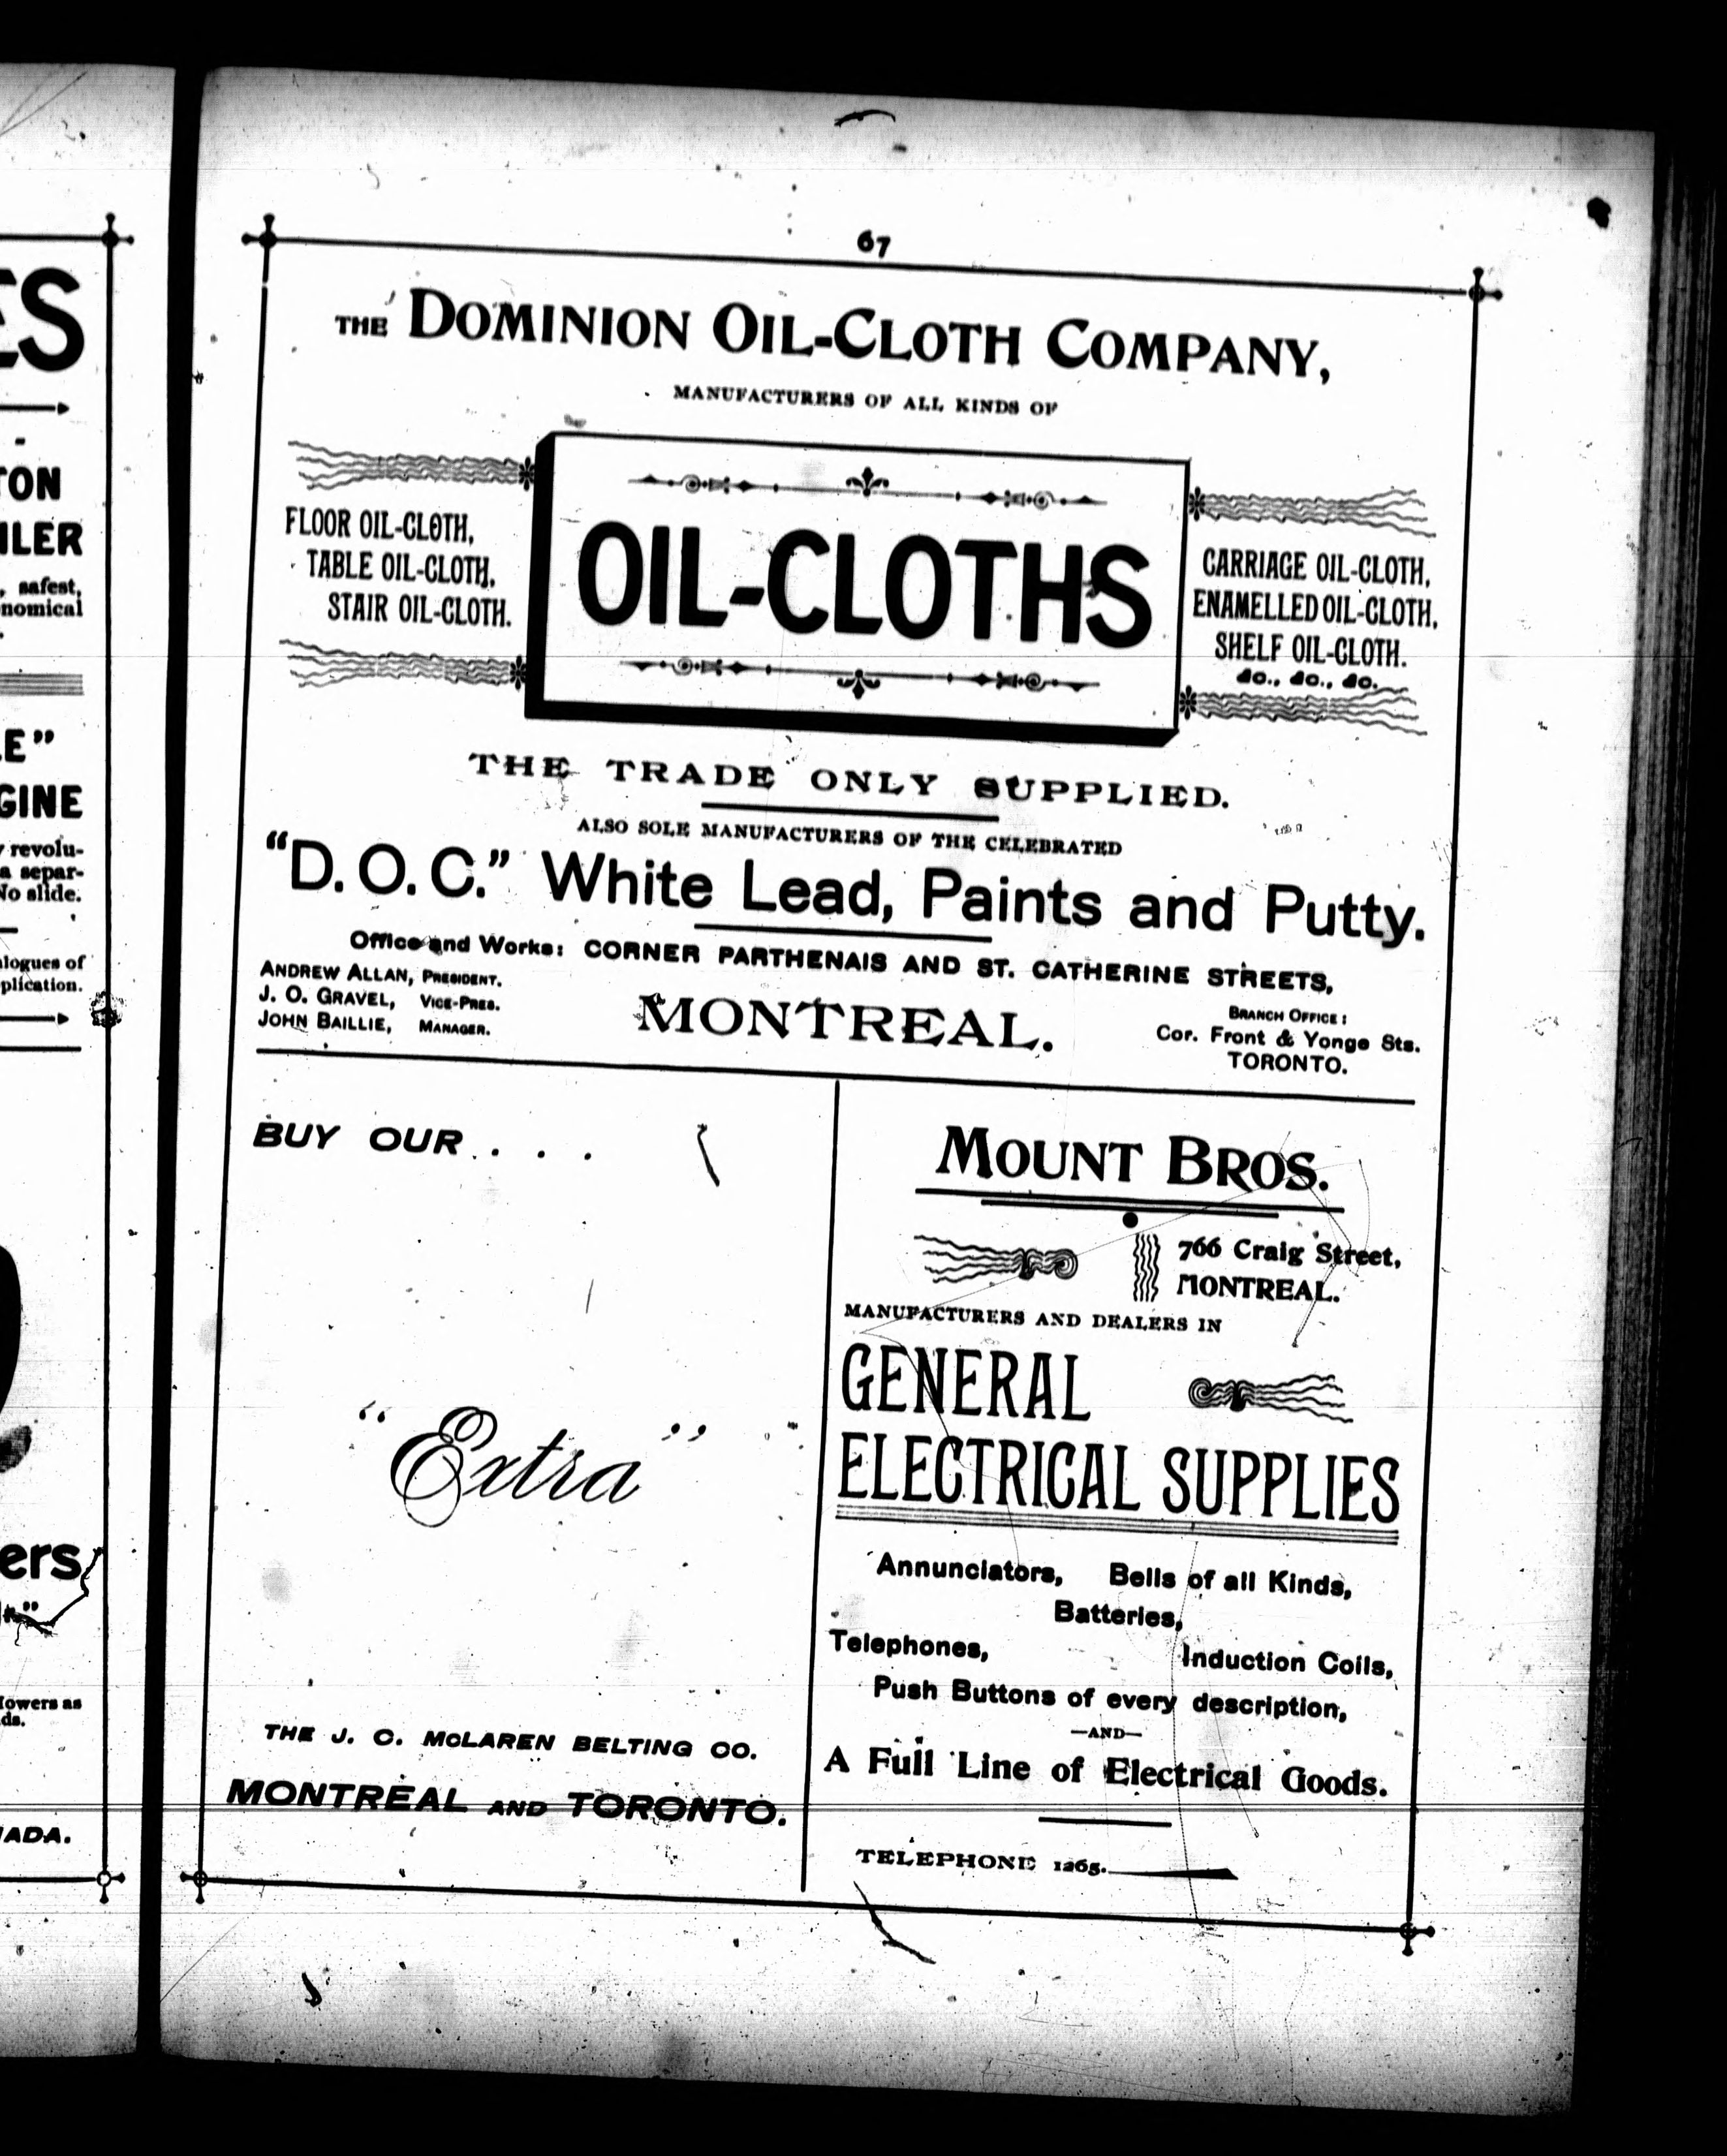 67
THE DOMINION OIL-CLOTH COMPANY,
MANUFACTURERS OF ALL KINDS OF
FLOOR OIL-CLOTH,
TABLE OIL-CLOTH,
STAIR OIL-CLOTH.
OIL-CLOTHS
CARRIAGE OIL-CLOTH,
ENAMELLED OIL-CLOTH,
SHELF OIL-CLOTH.
&c., &c., &c.
THE TRADE ONLY SUPPLIED.
ALSO SOLE MANUFACTURERS OF THE CELEBRATED
"D. O. C." White Lead, Paints and Putty.
Office and Works: CORNER PARTHENAIS AND ST. CATHERINE STREETS,
ANDREW ALLAN, PRESIDENT.
J. O. GRAVEL, VICE-PRES.
JOHN BAILLIE, MANAGER.
MONTREAL.
BRANCH OFFICE:
Cor. Front & Yonge Sts.
TORONTO.
BUY OUR . . .
"Extra"
THE J. C. McLAREN BELTING CO.
MONTREAL AND TORONTO.
MOUNT BROS.
766 Craig Street,
MONTREAL.
MANUFACTURERS AND DEALERS IN
GENERAL
ELECTRICAL SUPPLIES
Annunciators, Bells of all Kinds,
Batteries,
Telephones, Induction Coils,
Push Buttons of every description,
—AND—
A Full Line of Electrical Goods.
TELEPHONE 1265.